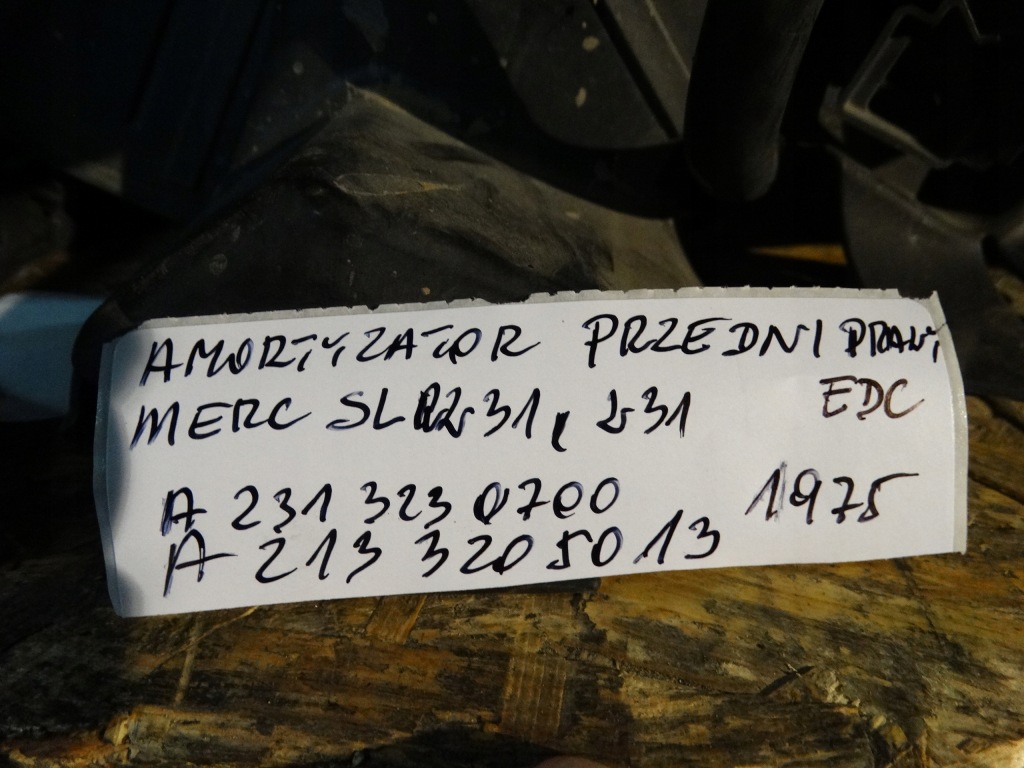 AMORTYZATOR PRZEDNI PRAWY
MERC SL R231, 231 EDC
A 231 323 0700 1975
A 213 320 50 13